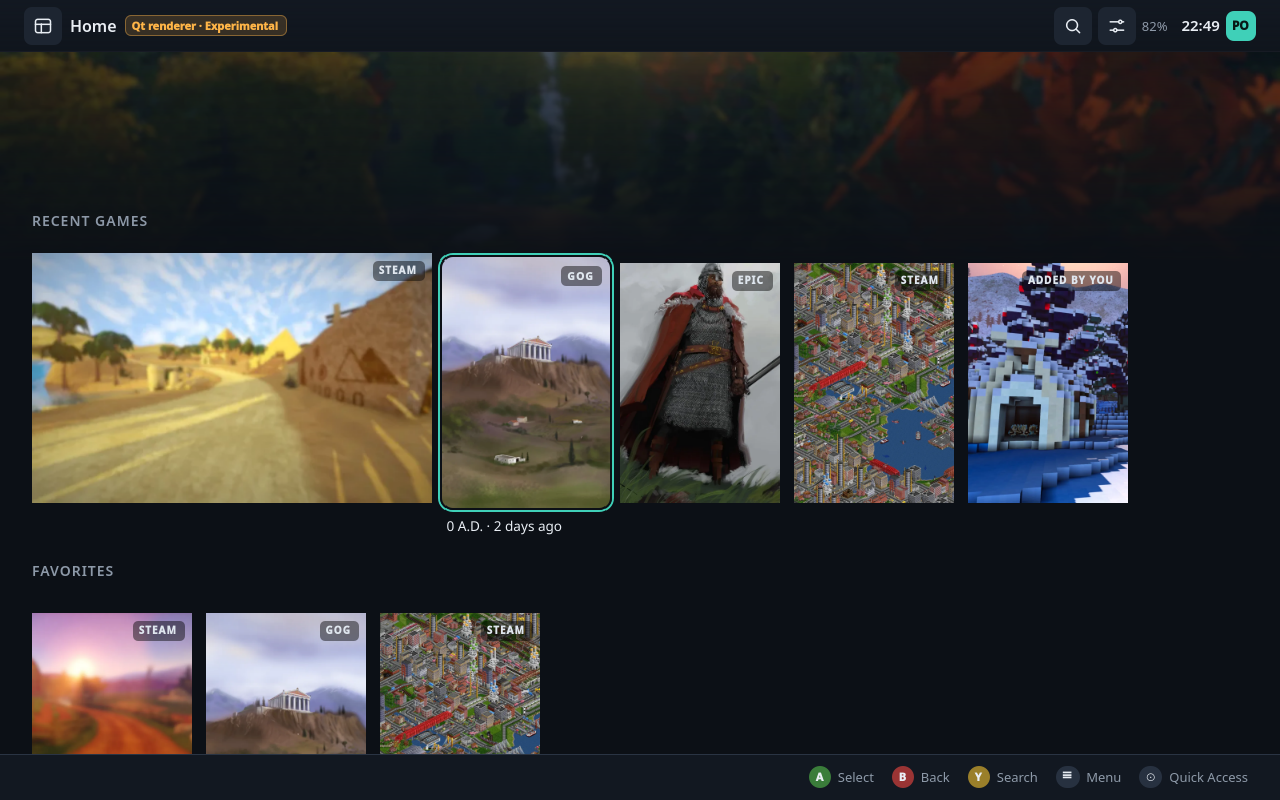 Home
Qt renderer · Experimental
82%
22:49
PO
RECENT GAMES
STEAM
GOG
EPIC
STEAM
ADDED BY YOU
0 A.D. · 2 days ago
FAVORITES
STEAM
GOG
STEAM
A Select
B Back
Y Search
Menu
Quick Access